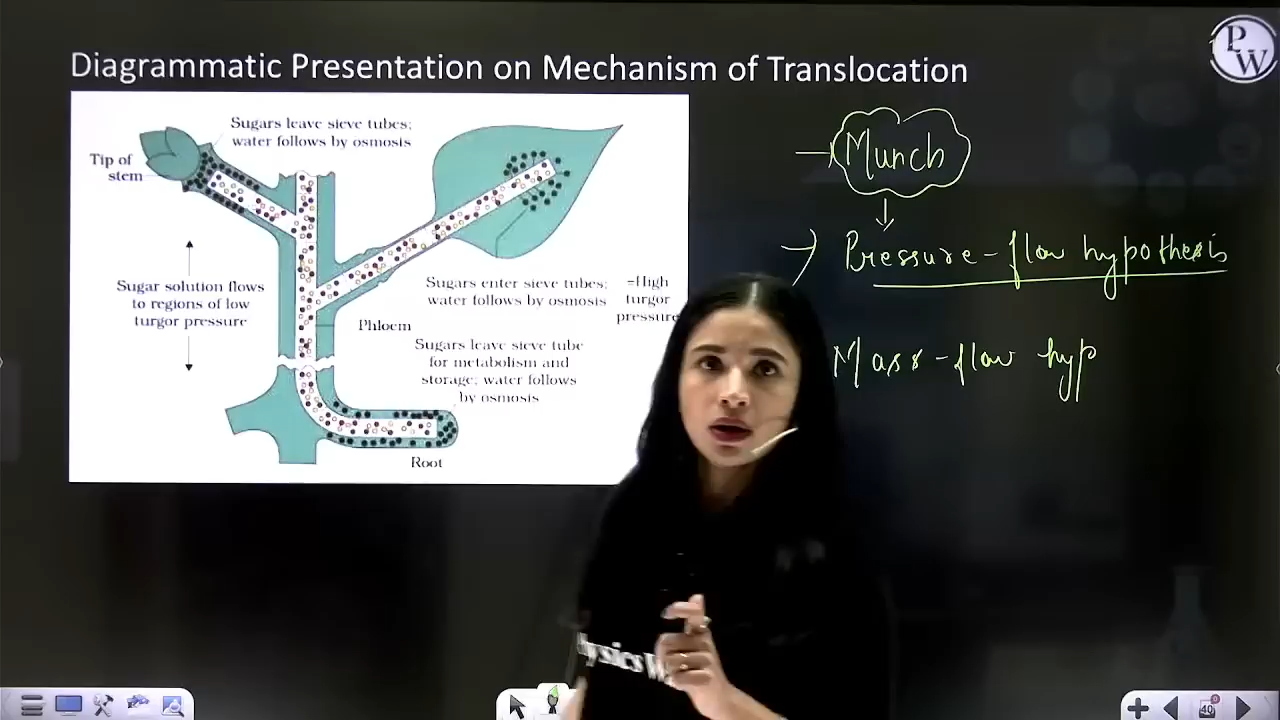 Diagrammatic Presentation on Mechanism of Translocation
PW
Sugars leave sieve tubes;
water follows by osmosis
Tip of
stem
Sugar solution flows
to regions of low
turgor pressure
Sugars enter sieve tubes;
water follows by osmosis
=High
turgor
pressure
Phloem
Sugars leave sieve tube
for metabolism and
storage; water follows
by osmosis
Root
Munch
Pressure-flow hypothesis
Mass-flow hyp
hysicsW
40